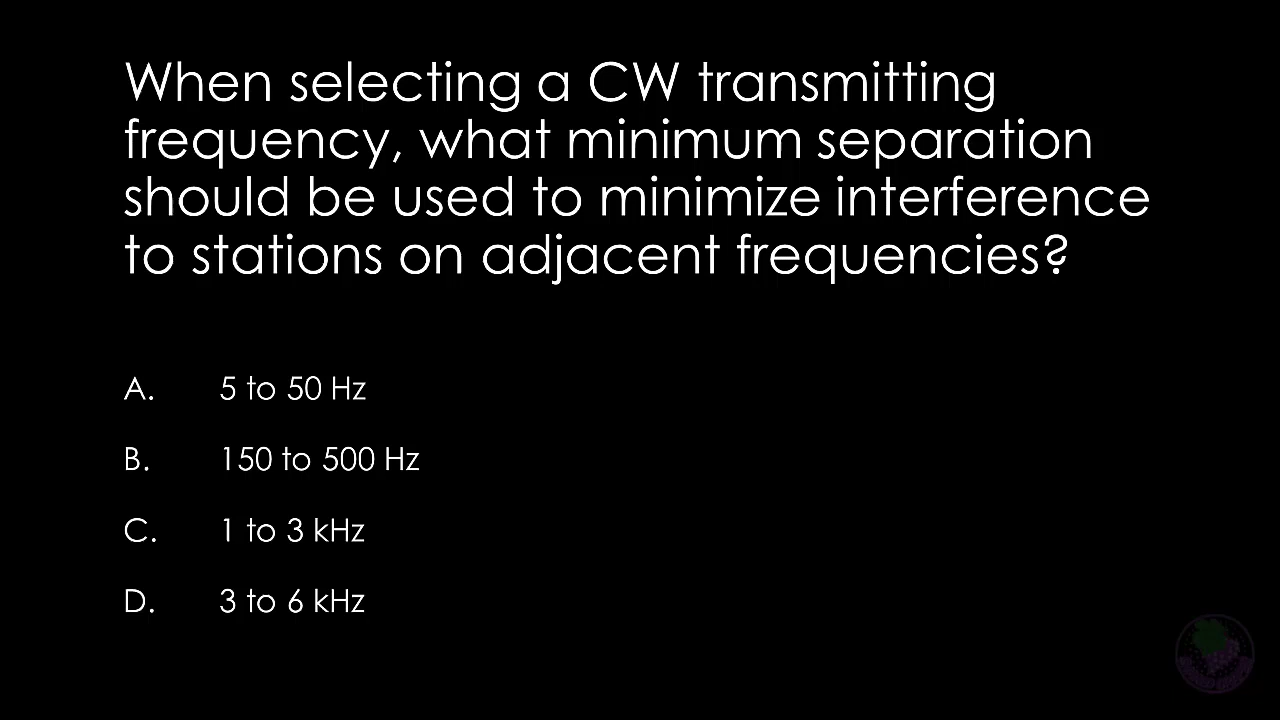 When selecting a CW transmitting
frequency, what minimum separation
should be used to minimize interference
to stations on adjacent frequencies?
A. 5 to 50 Hz
B. 150 to 500 Hz
C. 1 to 3 kHz
D. 3 to 6 kHz